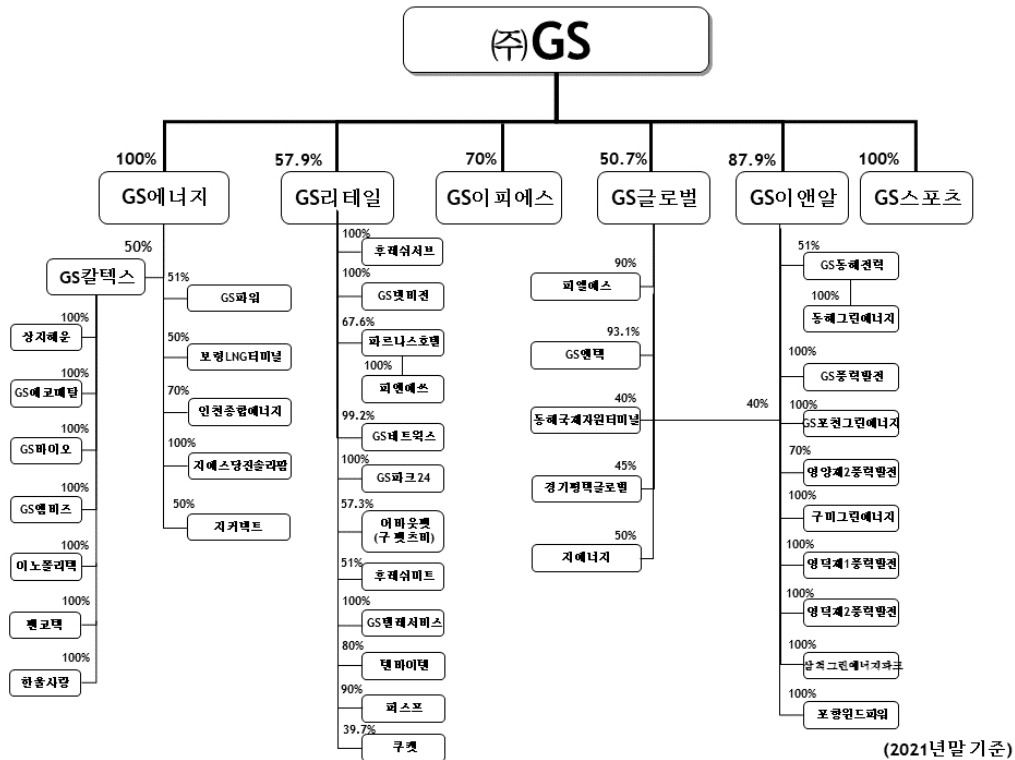 ㈜GS
100%
GS에너지
57.9%
GS리테일
70%
GS이피에스
50.7%
GS글로벌
87.9%
GS이앤알
100%
GS스포츠
50%
GS칼텍스
100%
상지해운
100%
GS에코메탈
100%
GS바이오
100%
GS엠비즈
100%
이노폴리텍
100%
펜코텍
100%
한울사랑
51%
GS파워
50%
보령LNG터미널
70%
인천종합에너지
100%
지에스당진솔라팜
50%
지커넥트
100%
후레쉬서브
100%
GS넷비전
67.6%
파르나스호텔
100%
피앤에쓰
99.2%
GS네트웍스
100%
GS파크24
57.3%
어바웃펫
(구 펫츠비)
51%
후레쉬미트
100%
GS텔레서비스
80%
텐바이텐
90%
퍼스프
39.7%
쿠캣
90%
피엘에스
93.1%
GS엔텍
40%
동해국제자원터미널
45%
경기평택글로벌
50%
지에너지
40%
51%
GS동해전력
100%
동해그린에너지
100%
GS풍력발전
100%
GS포천그린에너지
70%
영양제2풍력발전
100%
구미그린에너지
100%
영덕제1풍력발전
100%
영덕제2풍력발전
100%
삼척그린에너지파크
100%
포항윈드파워
(2021년말 기준)